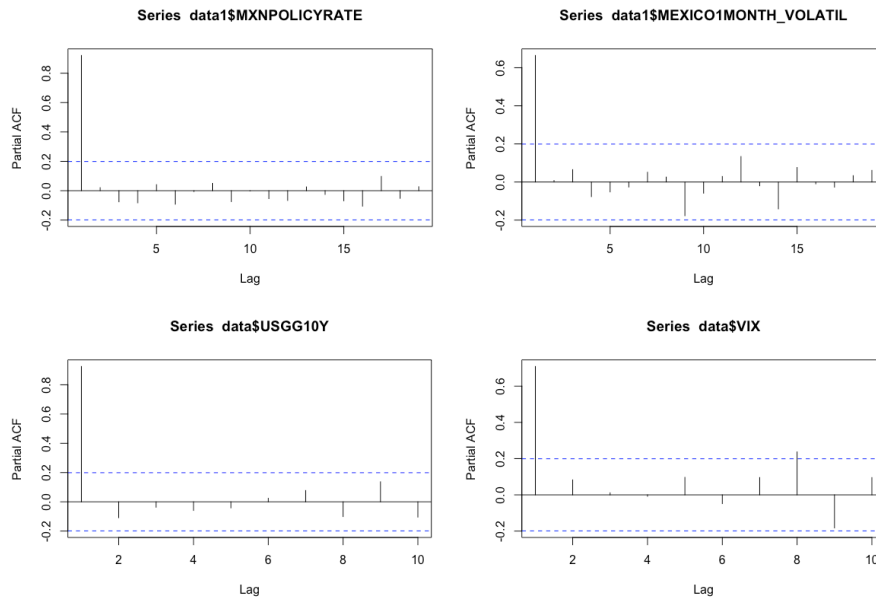 Series data1$MXNPOLICYRATE
Partial ACF
-0.2 0.0 0.2 0.4 0.6 0.8
5 10 15
Lag
Series data1$MEXICO1MONTH_VOLATIL
Partial ACF
-0.2 0.0 0.2 0.4 0.6
5 10 15
Lag
Series data$USGG10Y
Partial ACF
-0.2 0.0 0.2 0.4 0.6 0.8
2 4 6 8 10
Lag
Series data$VIX
Partial ACF
-0.2 0.0 0.2 0.4 0.6
2 4 6 8 10
Lag